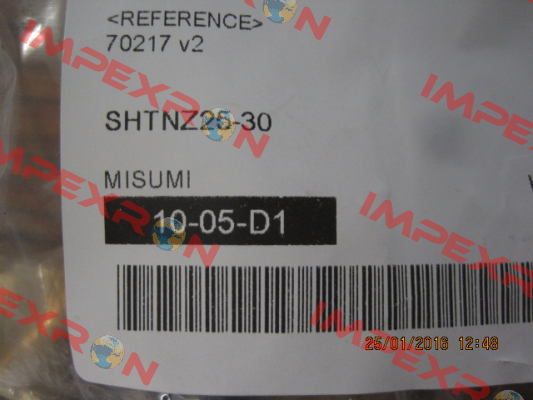 <REFERENCE>
70217 v2
SHTNZ25-30
MISUMI
10-05-D1
25/01/2016 12:48
IMPEXRON
IMPEXRON
IMPEXRON
IMPEXRON
IMPEXRON
IMPEXRON